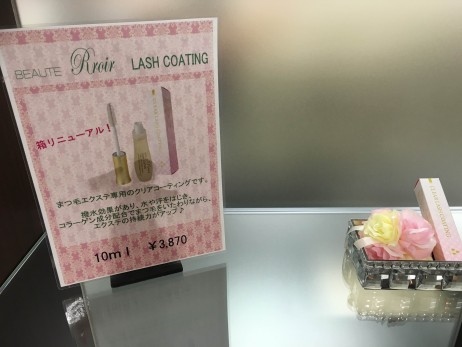 BEAUTE Rroir LASH COATING
箱リニューアル！
まつ毛エクステ専用のクリアコーティングです。
撥水効果があり、水や汗をはじき、
コラーゲン成分配合でまつ毛をいたわりながら、
エクステの持続力がアップ♪
10ml ￥3,870